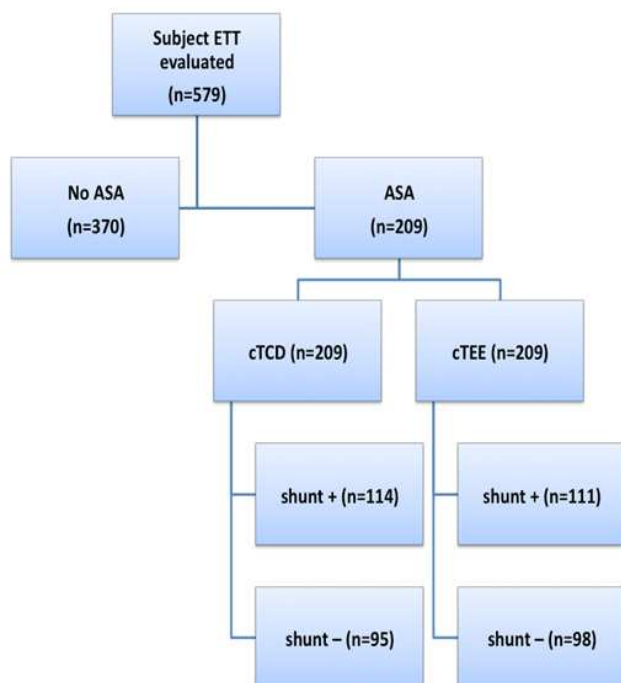 Subject ETT
evaluated
(n=579)
No ASA
(n=370)
ASA
(n=209)
cTCD (n=209)
cTEE (n=209)
shunt + (n=114)
shunt + (n=111)
shunt – (n=95)
shunt – (n=98)